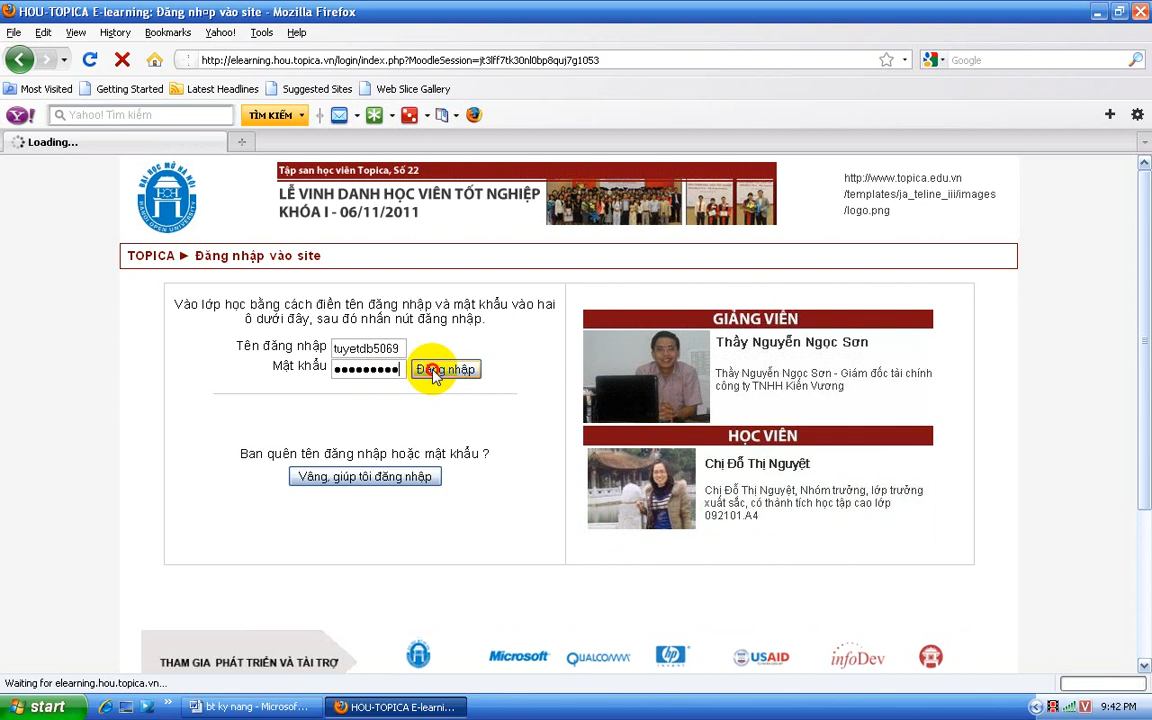 HOU-TOPICA E-learning: Đăng nhập vào site - Mozilla Firefox
File Edit View History Bookmarks Yahoo! Tools Help
http://elearning.hou.topica.vn/login/index.php?MoodleSession=jt3lff7tk30nl0bp8quj7g1053
Google
Most Visited Getting Started Latest Headlines Suggested Sites Web Slice Gallery
Y! Yahoo! Tìm kiếm TÌM KIẾM
Loading...
ĐẠI HỌC MỞ HÀ NỘI
HANOI OPEN UNIVERSITY
Tập san học viên Topica, Số 22
LỄ VINH DANH HỌC VIÊN TỐT NGHIỆP
KHÓA I - 06/11/2011
http://www.topica.edu.vn
/templates/ja_teline_iii/images
/logo.png
TOPICA ► Đăng nhập vào site
Vào lớp học bằng cách điền tên đăng nhập và mật khẩu vào hai
ô dưới đây, sau đó nhấn nút đăng nhập.
Tên đăng nhập tuyetdb5069
Mật khẩu ●●●●●●●●● Đăng nhập
Ban quên tên đăng nhập hoặc mật khẩu ?
Vâng, giúp tôi đăng nhập
GIẢNG VIÊN
Thầy Nguyễn Ngọc Sơn
Thầy Nguyễn Ngọc Sơn - Giám đốc tài chính
công ty TNHH Kiến Vương
HỌC VIÊN
Chị Đỗ Thị Nguyệt
Chị Đỗ Thị Nguyệt, Nhóm trưởng, lớp trưởng
xuất sắc, có thành tích học tập cao lớp
092101.A4
THAM GIA PHÁT TRIỂN VÀ TÀI TRỢ Microsoft QUALCOMM hp USAID infoDev
Waiting for elearning.hou.topica.vn...
start bt ky nang - Microsof... HOU-TOPICA E-learni... V 9:42 PM